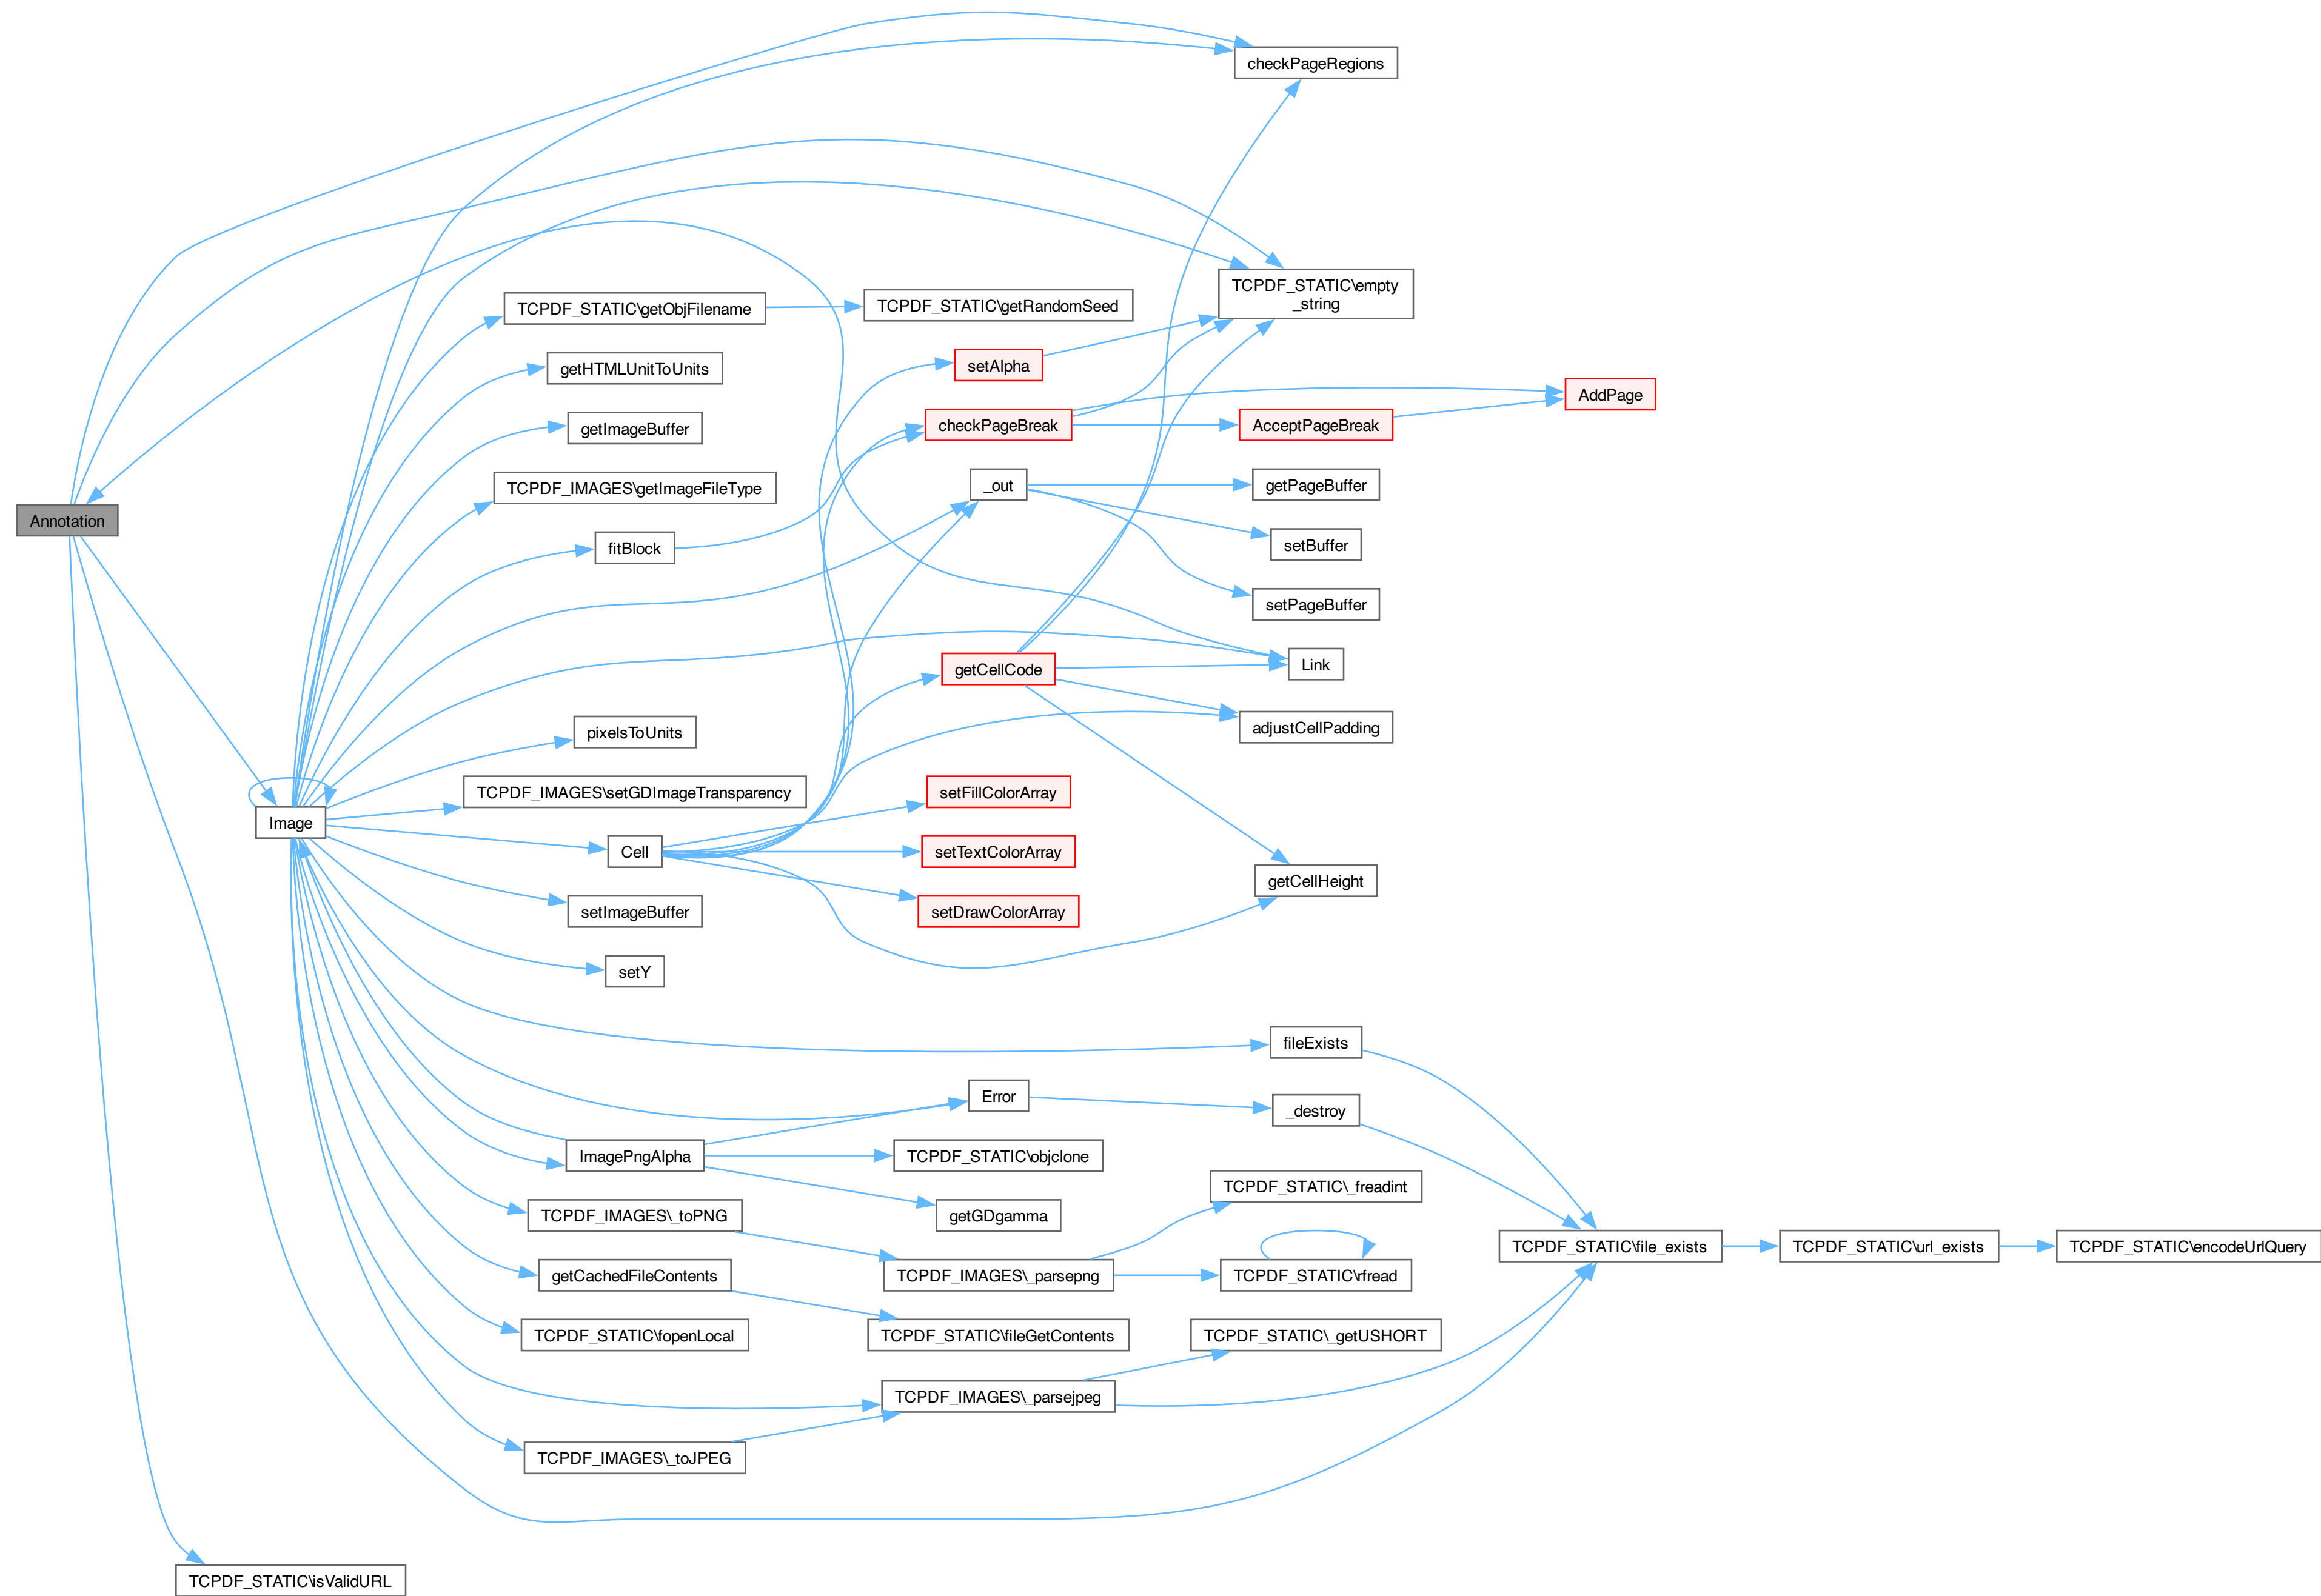 checkPageRegions
TCPDF_STATIC\empty
_string
TCPDF_STATIC\getObjFilename
TCPDF_STATIC\getRandomSeed
getHTMLUnitToUnits
setAlpha
AddPage
getImageBuffer
checkPageBreak
AcceptPageBreak
TCPDF_IMAGES\getImageFileType
_out
getPageBuffer
Annotation
fitBlock
setBuffer
setPageBuffer
getCellCode
Link
pixelsToUnits
adjustCellPadding
TCPDF_IMAGES\setGDImageTransparency
setFillColorArray
Image
Cell
setTextColorArray
getCellHeight
setImageBuffer
setDrawColorArray
setY
fileExists
Error
_destroy
ImagePngAlpha
TCPDF_STATIC\objclone
TCPDF_STATIC\_freadint
TCPDF_IMAGES\_toPNG
getGDgamma
TCPDF_STATIC\file_exists
TCPDF_STATIC\url_exists
TCPDF_STATIC\encodeUrlQuery
getCachedFileContents
TCPDF_IMAGES\_parsepng
TCPDF_STATIC\rfread
TCPDF_STATIC\fopenLocal
TCPDF_STATIC\fileGetContents
TCPDF_STATIC\_getUSHORT
TCPDF_IMAGES\_parsejpeg
TCPDF_IMAGES\_toJPEG
TCPDF_STATIC\isValidURL